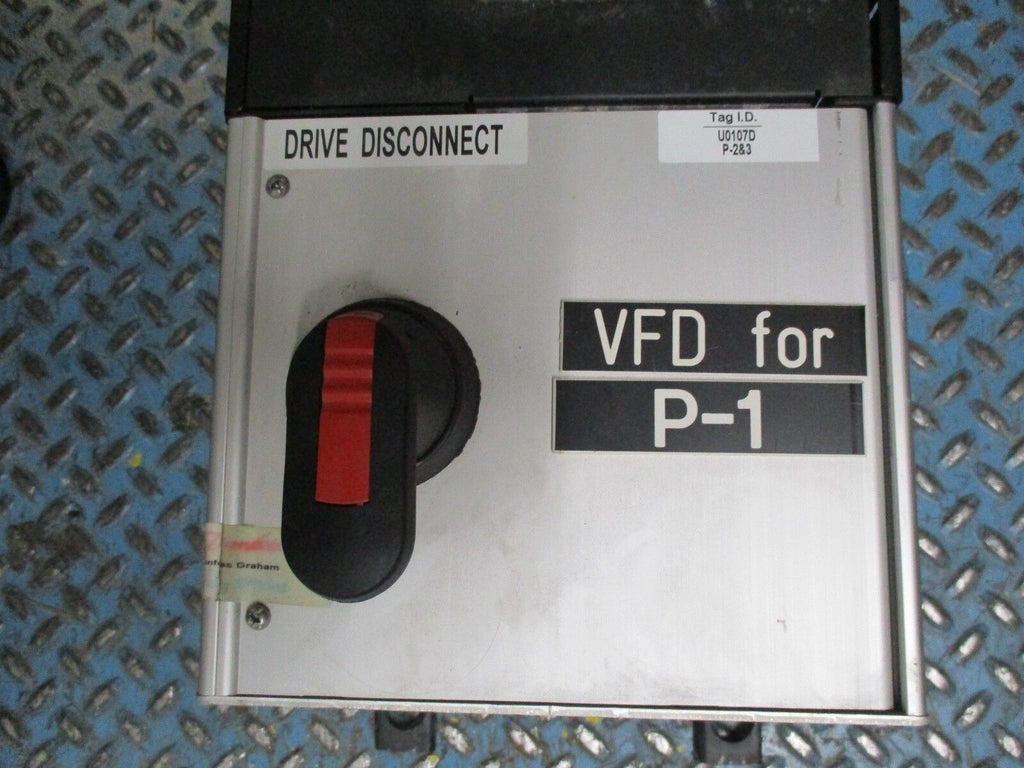 DRIVE DISCONNECT
Tag I.D.
U0107D
P-2&3
VFD for
P-1
Graham